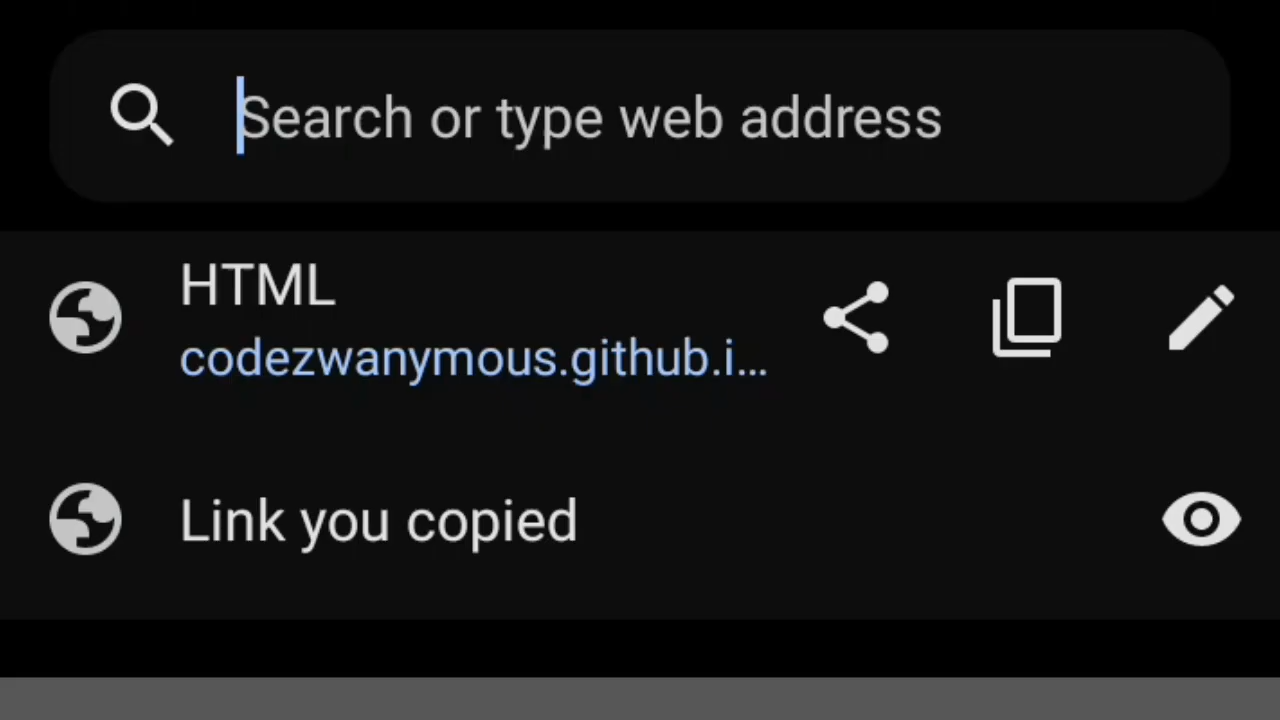 Search or type web address
HTML
codezwanymous.github.i...
Link you copied